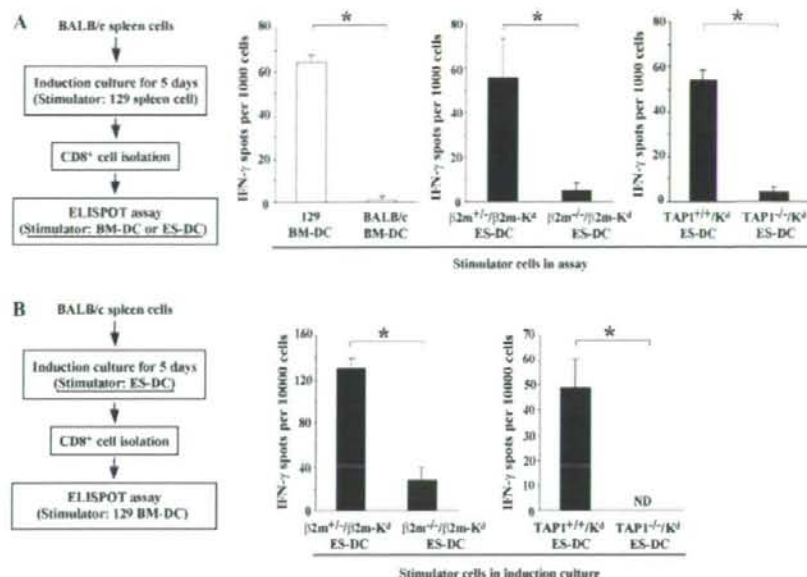 A
BALB/c spleen cells
Induction culture for 5 days
(Stimulator: 129 spleen cell)
CD8⁺ cell isolation
ELISPOT assay
(Stimulator: BM-DC or ES-DC)
IFN-γ spots per 1000 cells
80
60
40
20
0
*
129
BM-DC
BALB/c
BM-DC
IFN-γ spots per 1000 cells
80
60
40
20
0
*
β2m⁺/⁻/β2m-Kᵈ
ES-DC
β2m⁻/⁻/β2m-Kᵈ
ES-DC
IFN-γ spots per 1000 cells
80
60
40
20
0
*
TAP1⁺/⁺/Kᵈ
ES-DC
TAP1⁻/⁻/Kᵈ
ES-DC
Stimulator cells in assay
B
BALB/c spleen cells
Induction culture for 5 days
(Stimulator: ES-DC)
CD8⁺ cell isolation
ELISPOT assay
(Stimulator: 129 BM-DC)
IFN-γ spots per 10000 cells
160
120
80
40
0
*
β2m⁺/⁻/β2m-Kᵈ
ES-DC
β2m⁻/⁻/β2m-Kᵈ
ES-DC
IFN-γ spots per 10000 cells
70
60
50
40
30
20
10
0
*
ND
TAP1⁺/⁺/Kᵈ
ES-DC
TAP1⁻/⁻/Kᵈ
ES-DC
Stimulator cells in induction culture